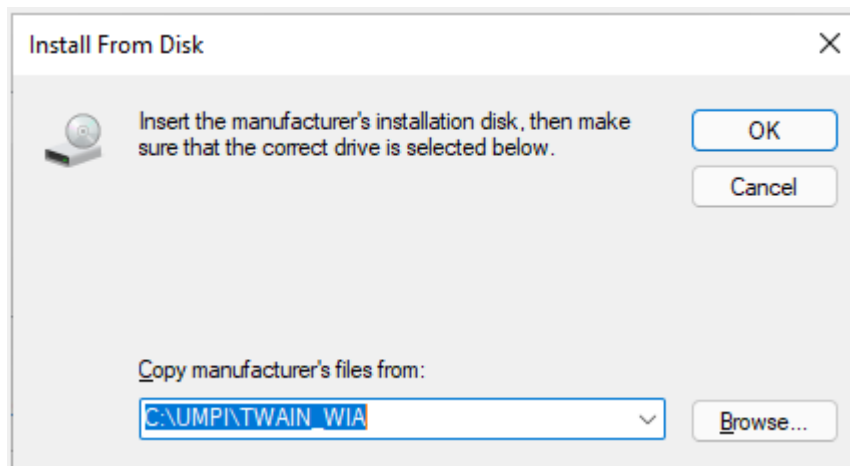 Install From Disk
Insert the manufacturer's installation disk, then make
sure that the correct drive is selected below.
OK
Cancel
Copy manufacturer's files from:
C:\UMPI\TWAIN_WIA
Browse...